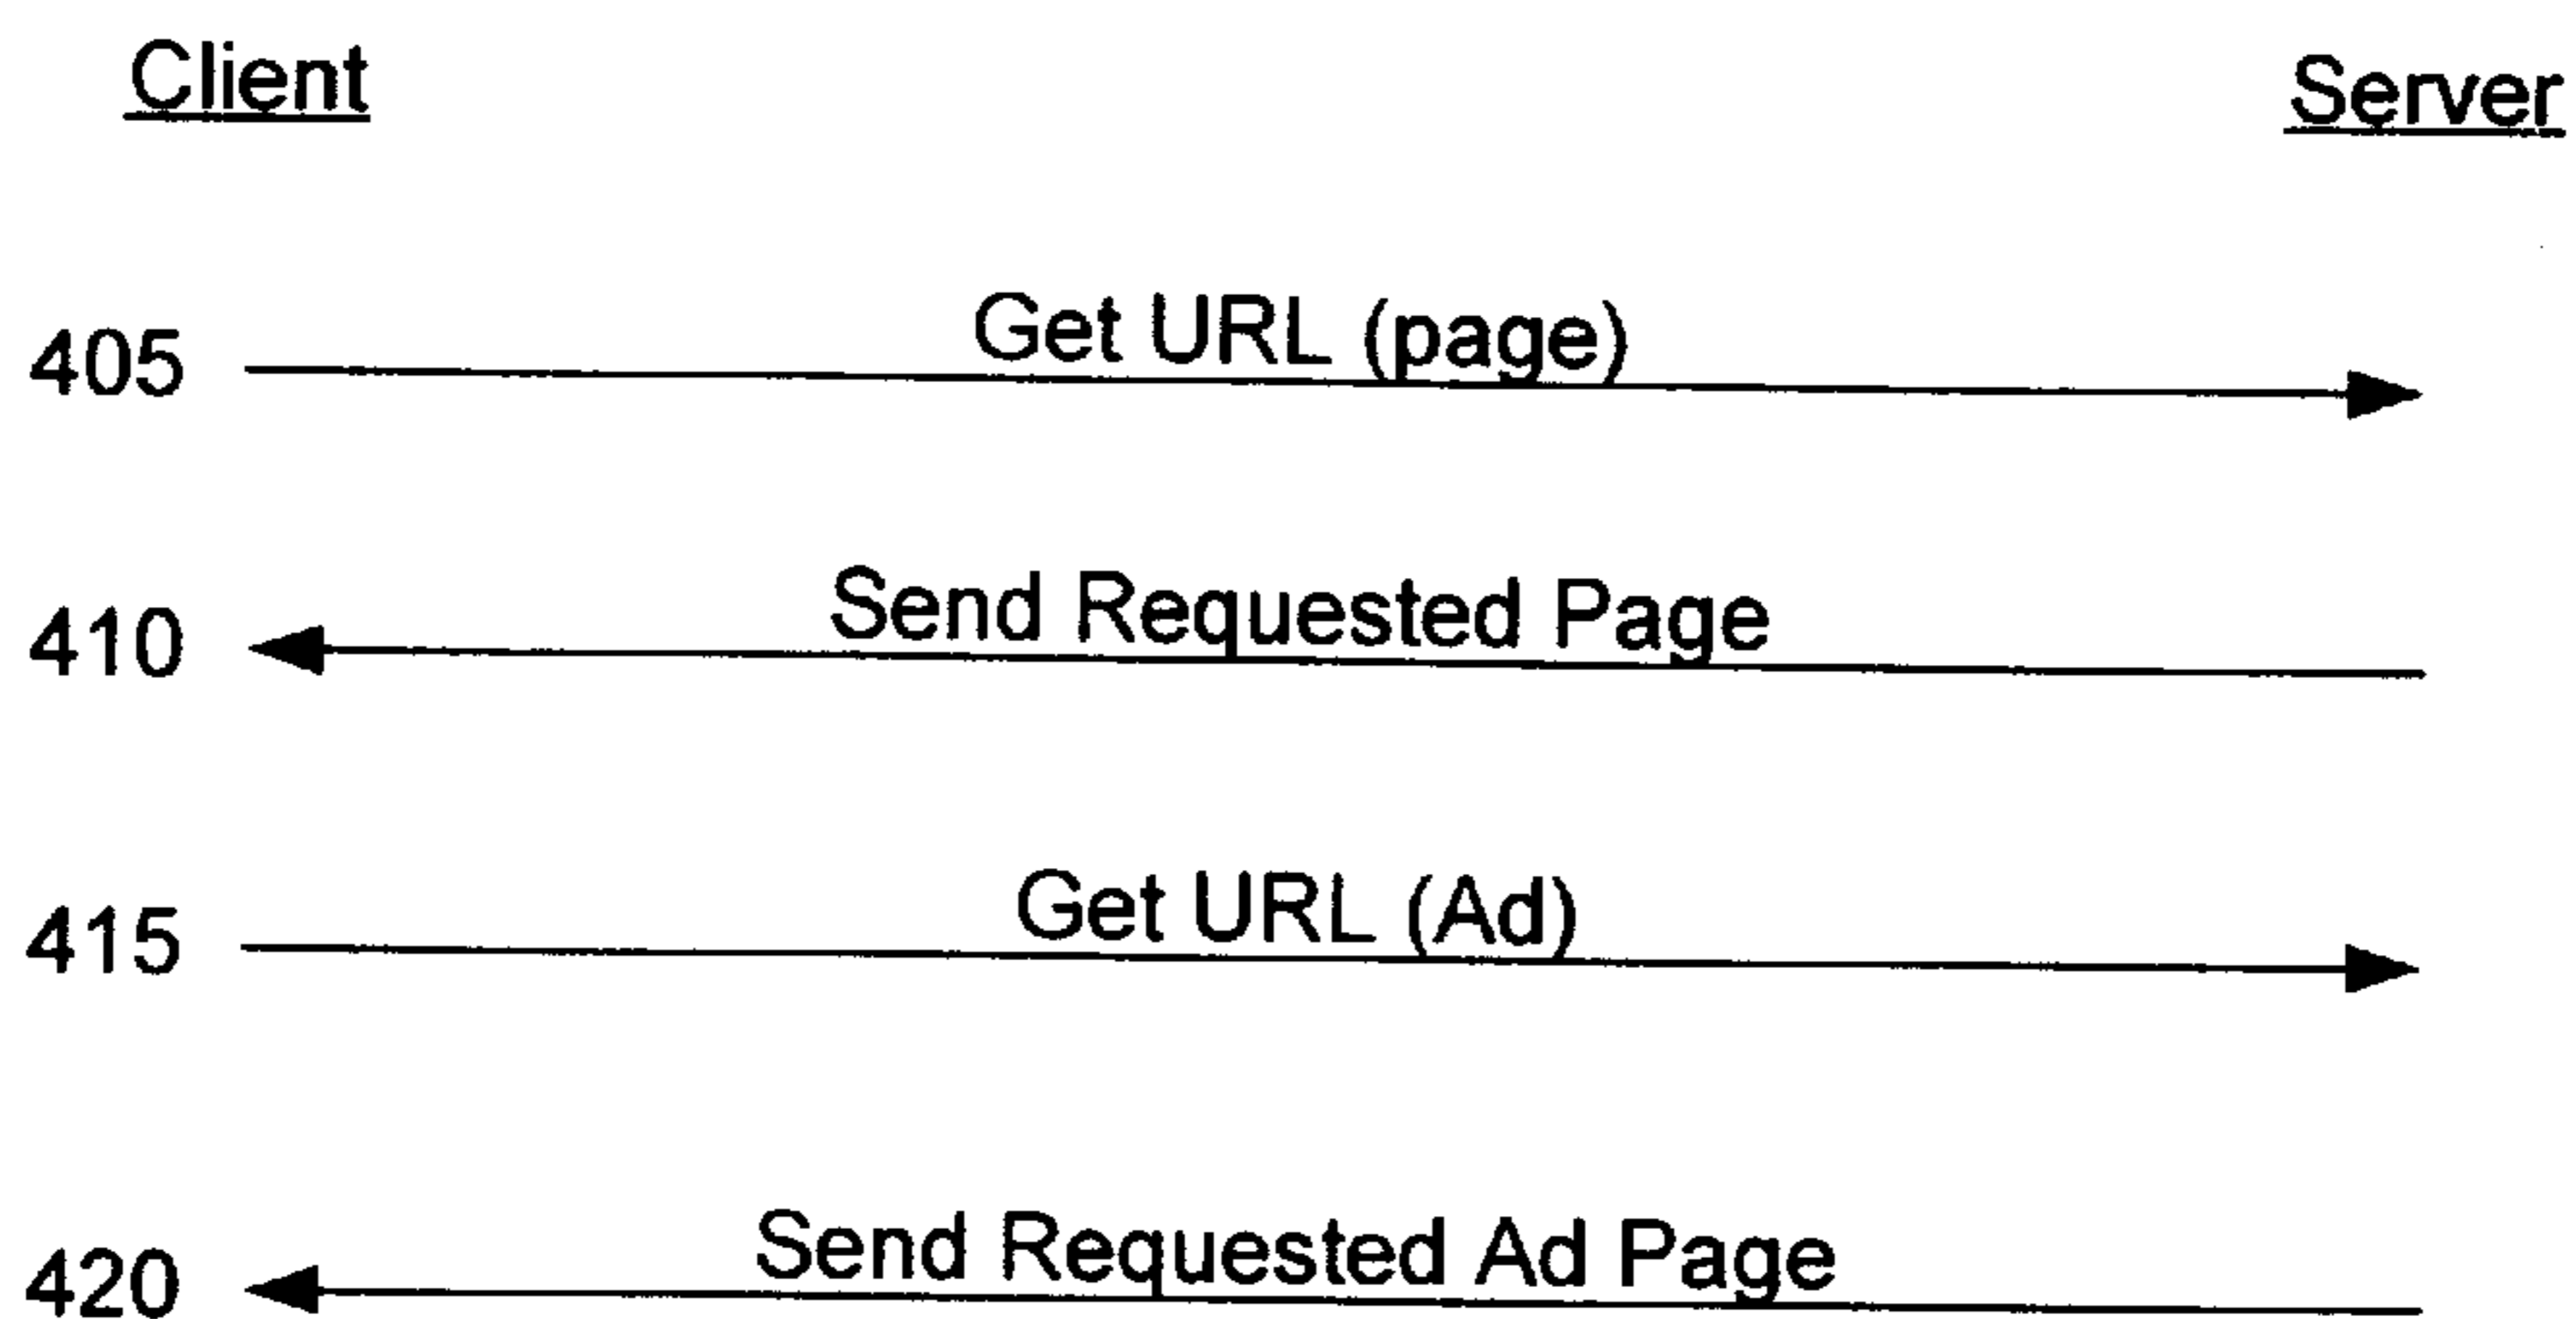 Client Server
405 Get URL (page)
410 Send Requested Page
415 Get URL (Ad)
420 Send Requested Ad Page